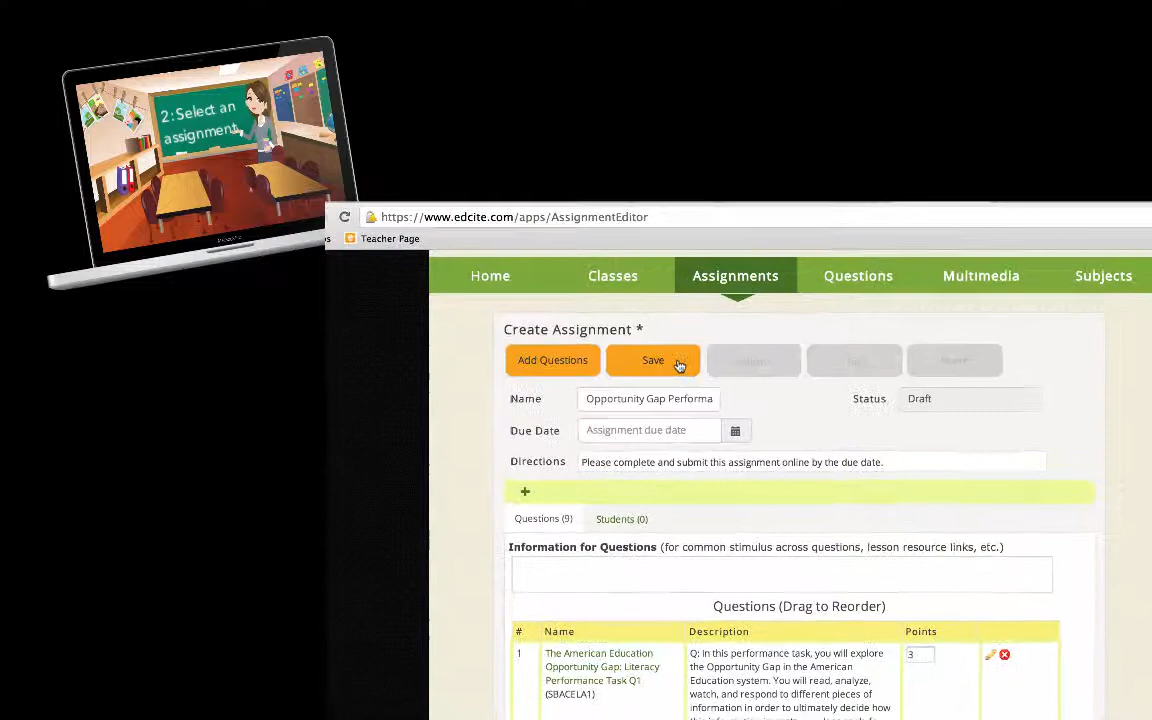 2: Select an
assignment
https://www.edcite.com/apps/AssignmentEditor
Teacher Page
Home Classes Assignments Questions Multimedia Subjects
Create Assignment *
Add Questions Save
Name Opportunity Gap Performa Status Draft
Due Date Assignment due date
Directions Please complete and submit this assignment online by the due date.
+
Questions (9) Students (0)
Information for Questions (for common stimulus across questions, lesson resource links, etc.)
Questions (Drag to Reorder)
# Name Description Points
1 The American Education Q: In this performance task, you will explore 3
Opportunity Gap: Literacy the Opportunity Gap in the American
Performance Task Q1 Education system. You will read, analyze,
(SBACELA1) watch, and respond to different pieces of
information in order to ultimately decide how